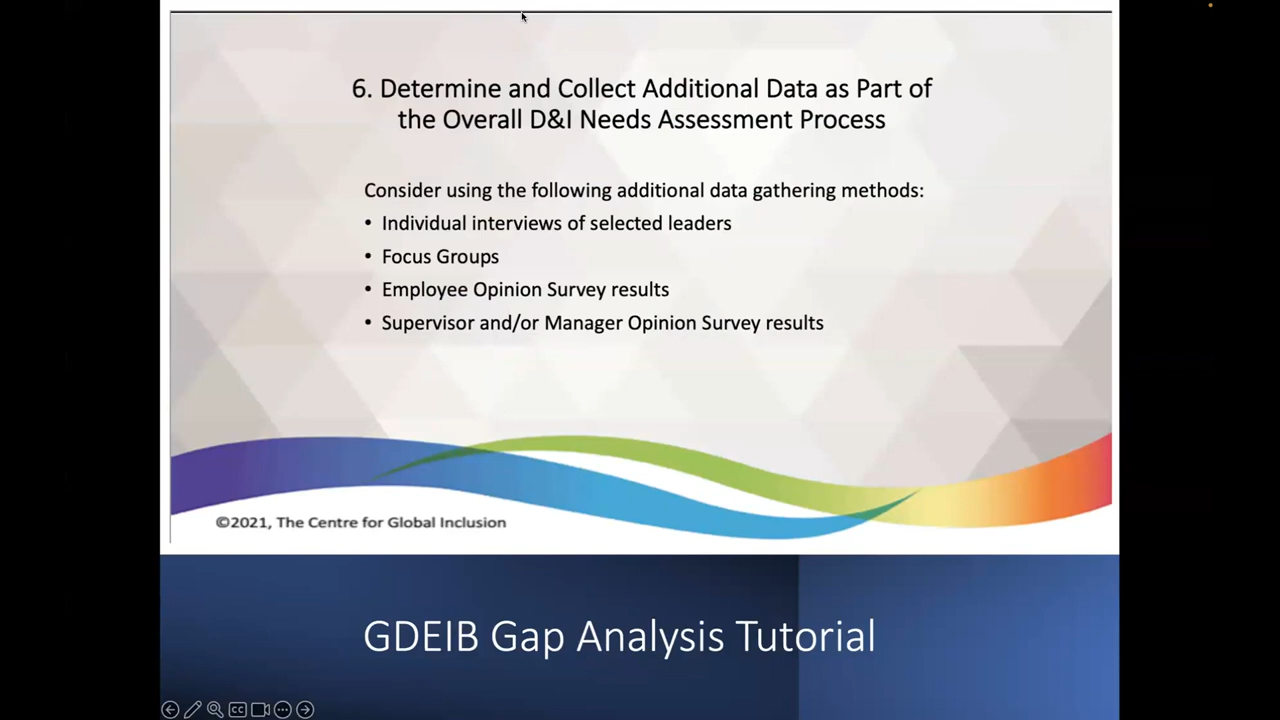 6. Determine and Collect Additional Data as Part of
the Overall D&I Needs Assessment Process
Consider using the following additional data gathering methods:
• Individual interviews of selected leaders
• Focus Groups
• Employee Opinion Survey results
• Supervisor and/or Manager Opinion Survey results
©2021, The Centre for Global Inclusion
GDEIB Gap Analysis Tutorial
CC